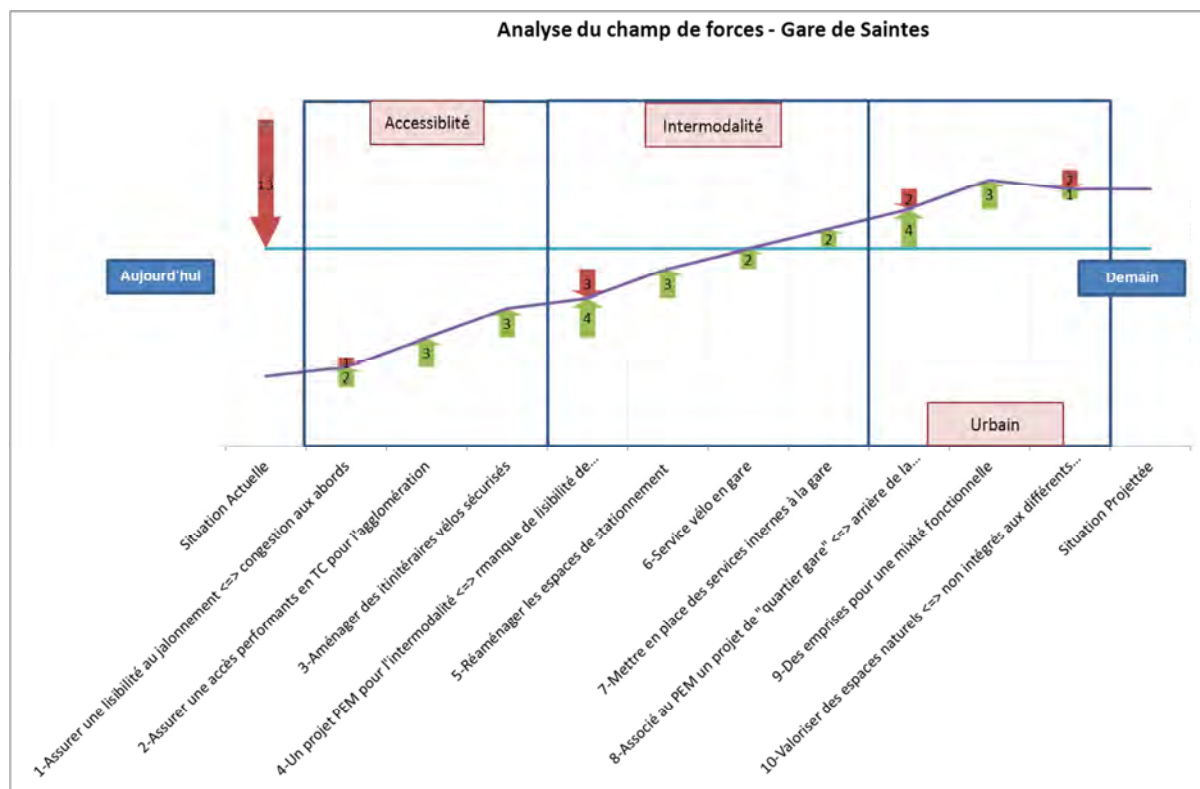 Analyse du champ de forces - Gare de Saintes
Accessiblité
Intermodalité
13
2
3
2
3
2
1
3
4
2
2
3
3
3
4
1
2
Aujourd'hui
Demain
Urbain
Situation Actuelle
1-Assurer une lisibilité au jalonnement <=> congestion aux abords
2-Assurer une accès performants en TC pour l'agglomération
3-Aménager des itinitéraires vélos sécurisés
4-Un projet PEM pour l'intermodalité <=> rmanque de lisibilité de...
5-Réaménager les espaces de stationnement
6-Service vélo en gare
7-Mettre en place des services internes à la gare
8-Associé au PEM un projet de "quartier gare" <=> arrière de la...
9-Des emprises pour une mixité fonctionnelle
10-Valoriser des espaces naturels <=> non intégrés aux différents...
Situation Projettée